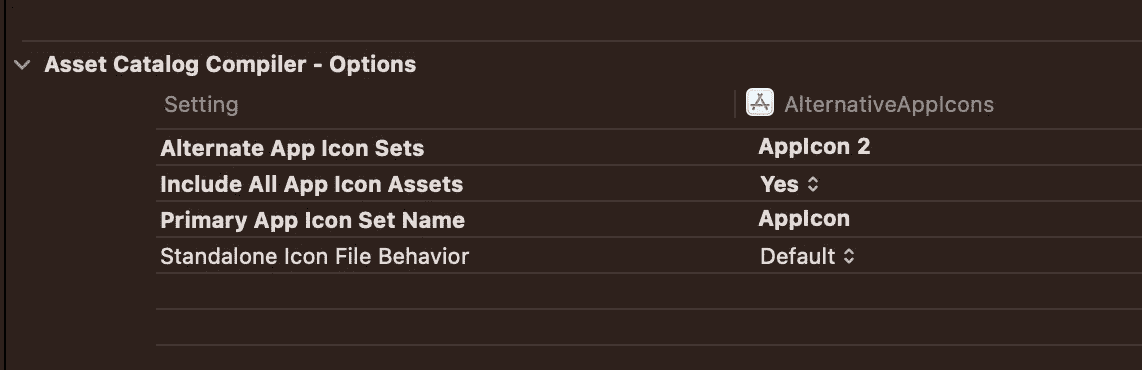 Asset Catalog Compiler - Options
Setting AlternativeAppIcons
Alternate App Icon Sets AppIcon 2
Include All App Icon Assets Yes
Primary App Icon Set Name AppIcon
Standalone Icon File Behavior Default